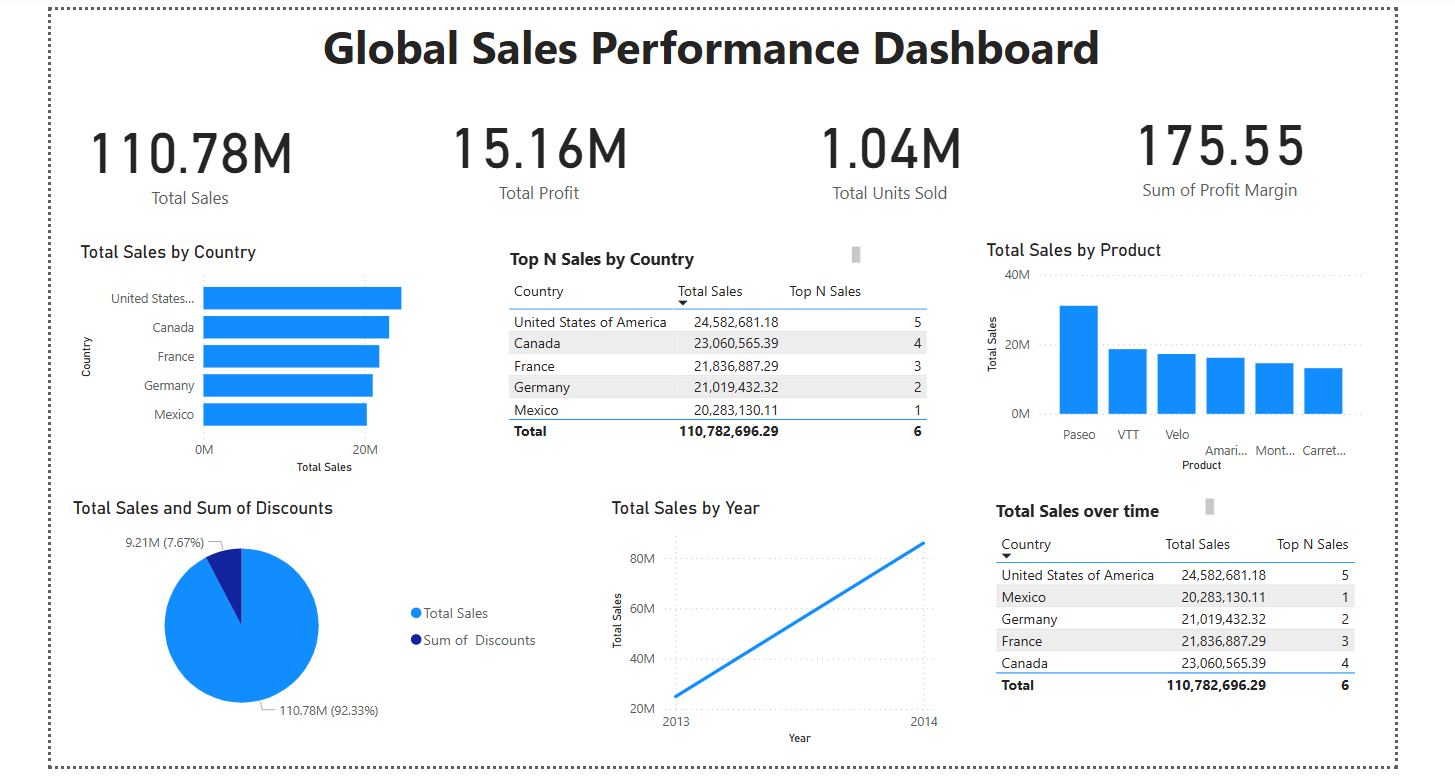 Global Sales Performance Dashboard
110.78M
Total Sales
15.16M
Total Profit
1.04M
Total Units Sold
175.55
Sum of Profit Margin
Total Sales by Country
Country
United States...
Canada
France
Germany
Mexico
0M 20M
Total Sales
Top N Sales by Country
Country Total Sales Top N Sales
United States of America 24,582,681.18 5
Canada 23,060,565.39 4
France 21,836,887.29 3
Germany 21,019,432.32 2
Mexico 20,283,130.11 1
Total 110,782,696.29 6
Total Sales by Product
Total Sales
40M
20M
0M
Paseo VTT Velo Amari... Mont... Carret...
Product
Total Sales and Sum of Discounts
9.21M (7.67%)
110.78M (92.33%)
Total Sales
Sum of Discounts
Total Sales by Year
Total Sales
80M
60M
40M
20M
2013 2014
Year
Total Sales over time
Country Total Sales Top N Sales
United States of America 24,582,681.18 5
Mexico 20,283,130.11 1
Germany 21,019,432.32 2
France 21,836,887.29 3
Canada 23,060,565.39 4
Total 110,782,696.29 6